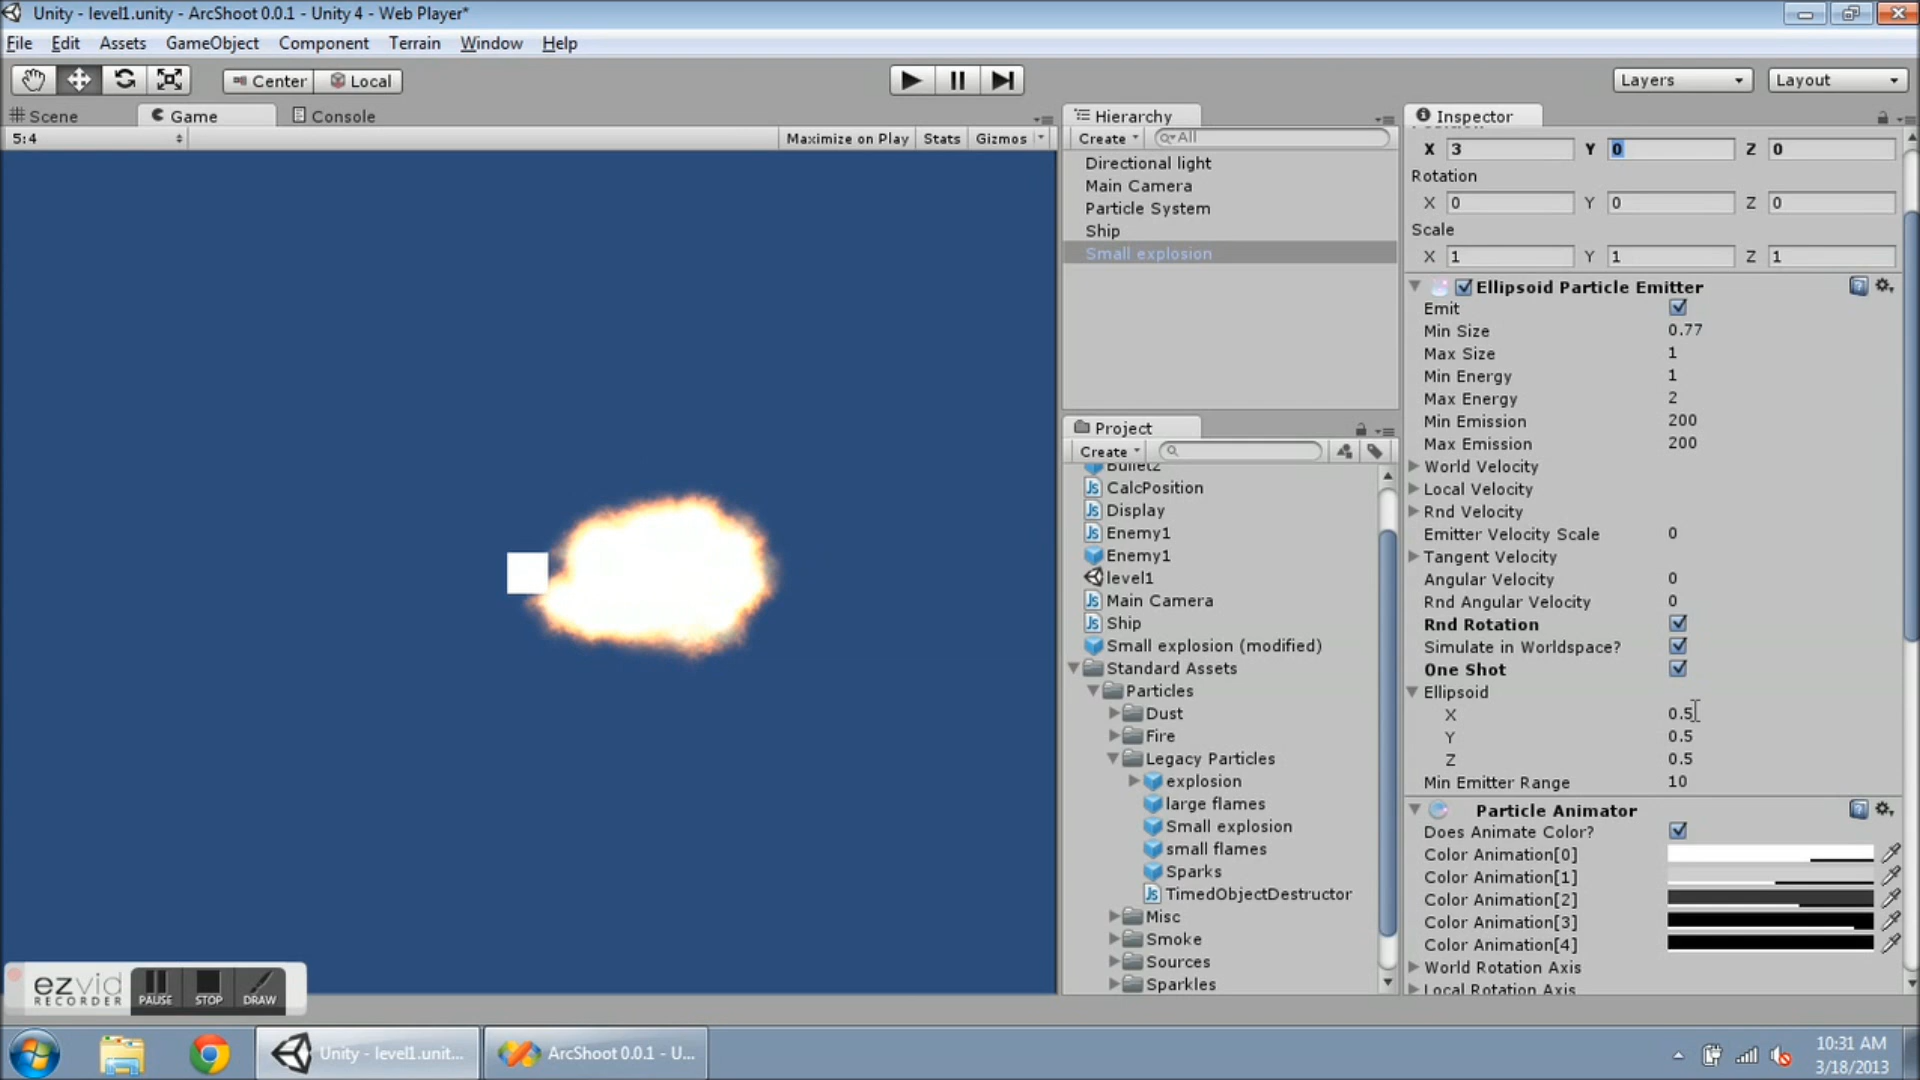 Unity - level1.unity - ArcShoot 0.0.1 - Unity 4 - Web Player*
File Edit Assets GameObject Component Terrain Window Help
Center Local Layers Layout
Scene Game Console
5:4 Maximize on Play Stats Gizmos
Hierarchy
Create All
Directional light
Main Camera
Particle System
Ship
Small explosion
Project
Create
Bullet2
CalcPosition
Display
Enemy1
Enemy1
level1
Main Camera
Ship
Small explosion (modified)
Standard Assets
Particles
Dust
Fire
Legacy Particles
explosion
large flames
Small explosion
small flames
Sparks
TimedObjectDestructor
Misc
Smoke
Sources
Sparkles
Inspector
X 3 Y 0 Z 0
Rotation
X 0 Y 0 Z 0
Scale
X 1 Y 1 Z 1
Ellipsoid Particle Emitter
Emit
Min Size 0.77
Max Size 1
Min Energy 1
Max Energy 2
Min Emission 200
Max Emission 200
World Velocity
Local Velocity
Rnd Velocity
Emitter Velocity Scale 0
Tangent Velocity
Angular Velocity 0
Rnd Angular Velocity 0
Rnd Rotation
Simulate in Worldspace?
One Shot
Ellipsoid
X 0.5
Y 0.5
Z 0.5
Min Emitter Range 10
Particle Animator
Does Animate Color?
Color Animation[0]
Color Animation[1]
Color Animation[2]
Color Animation[3]
Color Animation[4]
World Rotation Axis
Local Rotation Axis
ezvid
RECORDER
PAUSE STOP DRAW
Unity - level1.unit...
ArcShoot 0.0.1 - U...
10:31 AM
3/18/2013